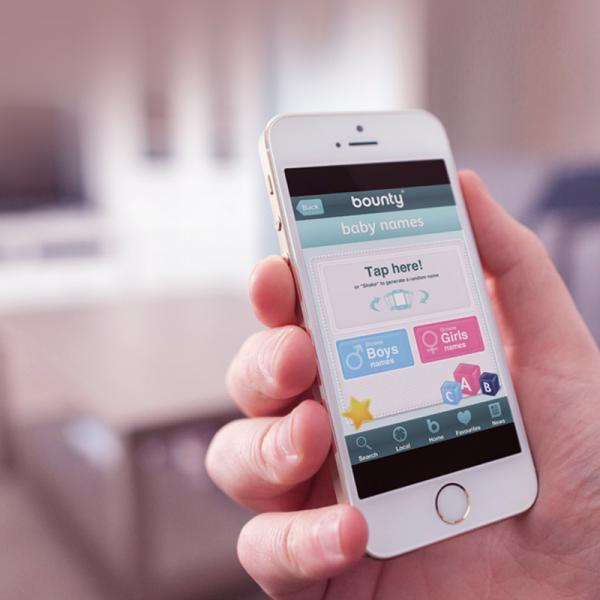 Back
bounty
baby names
Tap here!
or "Shake" to generate a random name
Browse
Boys
names
Browse
Girls
names
C A B
Search
Local
Home
Favourites
News